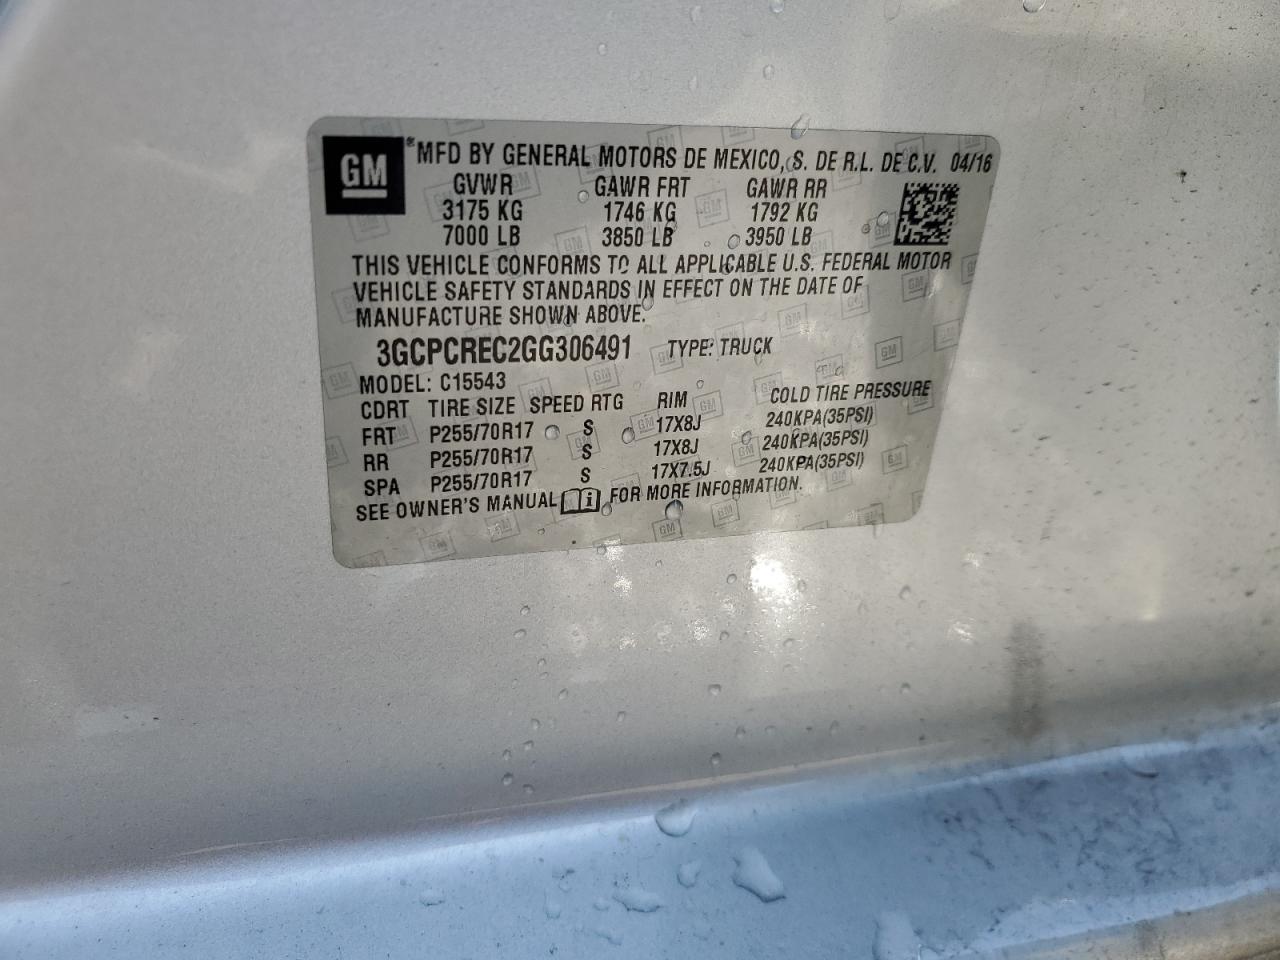 GM ®MFD BY GENERAL MOTORS DE MEXICO, S. DE R.L. DE C.V. 04/16
GVWR GAWR FRT GAWR RR
3175 KG 1746 KG 1792 KG
7000 LB 3850 LB 3950 LB
THIS VEHICLE CONFORMS TO ALL APPLICABLE U.S. FEDERAL MOTOR
VEHICLE SAFETY STANDARDS IN EFFECT ON THE DATE OF
MANUFACTURE SHOWN ABOVE.
3GCPCREC2GG306491 TYPE: TRUCK
MODEL: C15543
CDRT TIRE SIZE SPEED RTG RIM COLD TIRE PRESSURE
FRT P255/70R17 S 17X8J 240KPA(35PSI)
RR P255/70R17 S 17X8J 240KPA(35PSI)
SPA P255/70R17 S 17X7.5J 240KPA(35PSI)
SEE OWNER'S MANUAL i FOR MORE INFORMATION.